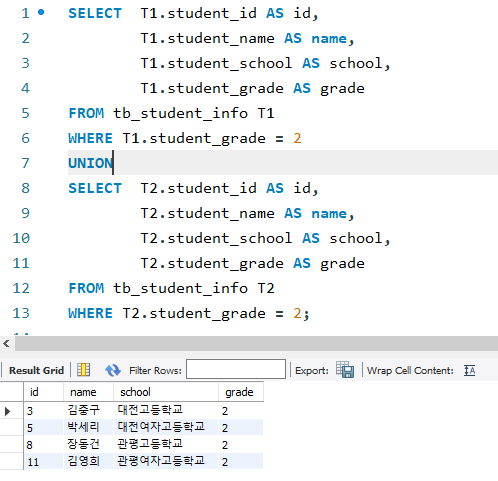 1 SELECT T1.student_id AS id,
2 T1.student_name AS name,
3 T1.student_school AS school,
4 T1.student_grade AS grade
5 FROM tb_student_info T1
6 WHERE T1.student_grade = 2
7 UNION
8 SELECT T2.student_id AS id,
9 T2.student_name AS name,
10 T2.student_school AS school,
11 T2.student_grade AS grade
12 FROM tb_student_info T2
13 WHERE T2.student_grade = 2;
Result Grid Filter Rows: Export: Wrap Cell Content:
id name school grade
3 김중구 대전고등학교 2
5 박세리 대전여자고등학교 2
8 장동건 관평고등학교 2
11 김영희 관평여자고등학교 2